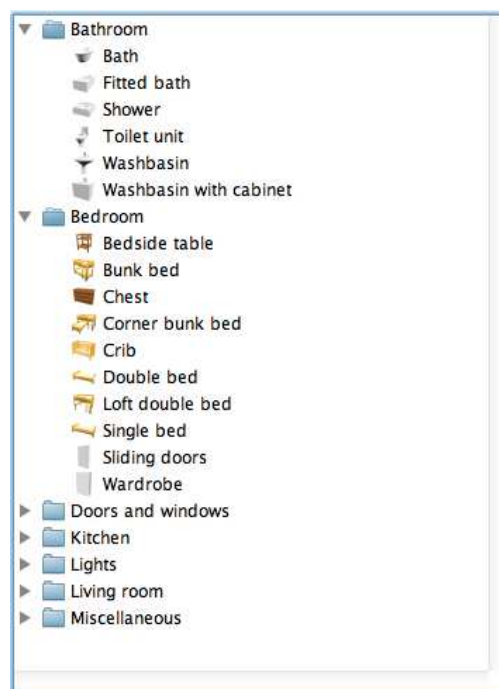 Bathroom
Bath
Fitted bath
Shower
Toilet unit
Washbasin
Washbasin with cabinet
Bedroom
Bedside table
Bunk bed
Chest
Corner bunk bed
Crib
Double bed
Loft double bed
Single bed
Sliding doors
Wardrobe
Doors and windows
Kitchen
Lights
Living room
Miscellaneous